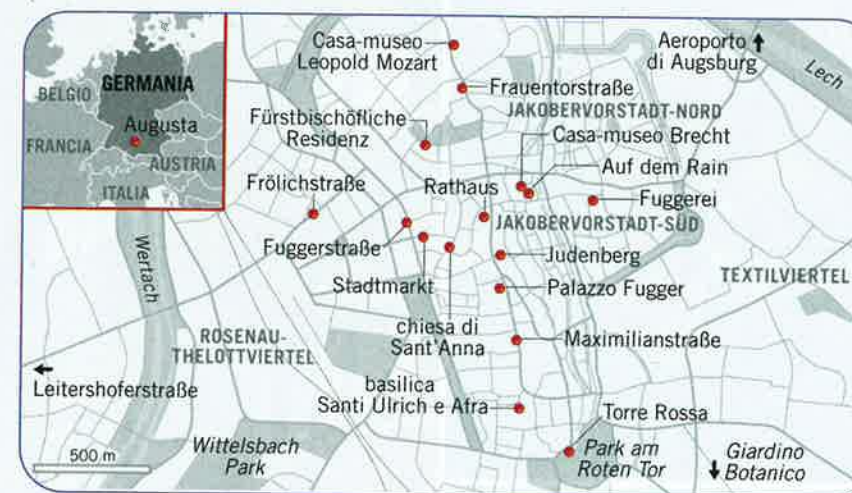 BELGIO
GERMANIA
FRANCIA
Augusta
AUSTRIA
ITALIA
Casa-museo
Leopold Mozart
Aeroporto
di Augsburg
Lech
Frauentorstraße
JAKOBERVORSTADT-NORD
Fürstbischöfliche
Residenz
Casa-museo Brecht
Auf dem Rain
Frölichstraße
Rathaus
Fuggerei
JAKOBERVORSTADT-SÜD
Fuggerstraße
Judenberg
Wertach
Stadtmarkt
Palazzo Fugger
TEXTILVIERTEL
chiesa di
Sant'Anna
Maximilianstraße
ROSENAU-
THELOTTVIERTEL
Leitershoferstraße
basilica
Santi Ulrich e Afra
Torre Rossa
Wittelsbach
Park
Park am
Roten Tor
Giardino
Botanico
500 m